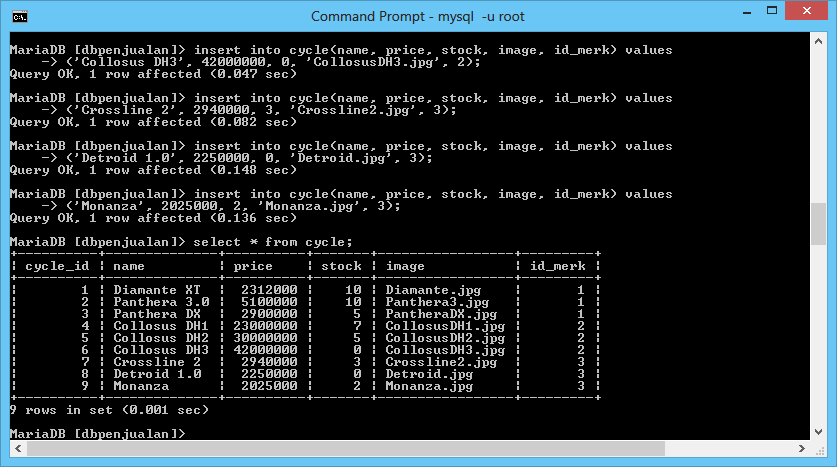 Command Prompt - mysql  -u root
MariaDB [dbpenjualan]> insert into cycle(name, price, stock, image, id_merk) values
    -> ('Collosus DH3', 42000000, 0, 'CollosusDH3.jpg', 2);
Query OK, 1 row affected (0.047 sec)
MariaDB [dbpenjualan]> insert into cycle(name, price, stock, image, id_merk) values
    -> ('Crossline 2', 2940000, 3, 'Crossline2.jpg', 3);
Query OK, 1 row affected (0.082 sec)
MariaDB [dbpenjualan]> insert into cycle(name, price, stock, image, id_merk) values
    -> ('Detroid 1.0', 2250000, 0, 'Detroid.jpg', 3);
Query OK, 1 row affected (0.148 sec)
MariaDB [dbpenjualan]> insert into cycle(name, price, stock, image, id_merk) values
    -> ('Monanza', 2025000, 2, 'Monanza.jpg', 3);
Query OK, 1 row affected (0.136 sec)
MariaDB [dbpenjualan]> select * from cycle;
+----------+--------------+----------+-------+-----------------+---------+
| cycle_id | name         | price    | stock | image           | id_merk |
+----------+--------------+----------+-------+-----------------+---------+
|        1 | Diamante XT  |  2312000 |    10 | Diamante.jpg    |       1 |
|        2 | Panthera 3.0 |  5100000 |    10 | Panthera3.jpg   |       1 |
|        3 | Panthera DX  |  2900000 |     5 | PantheraDX.jpg  |       1 |
|        4 | Collosus DH1 | 23000000 |     7 | CollosusDH1.jpg |       2 |
|        5 | Collosus DH2 | 30000000 |     5 | CollosusDH2.jpg |       2 |
|        6 | Collosus DH3 | 42000000 |     0 | CollosusDH3.jpg |       2 |
|        7 | Crossline 2  |  2940000 |     3 | Crossline2.jpg  |       3 |
|        8 | Detroid 1.0  |  2250000 |     0 | Detroid.jpg     |       3 |
|        9 | Monanza      |  2025000 |     2 | Monanza.jpg     |       3 |
+----------+--------------+----------+-------+-----------------+---------+
9 rows in set (0.001 sec)
MariaDB [dbpenjualan]>